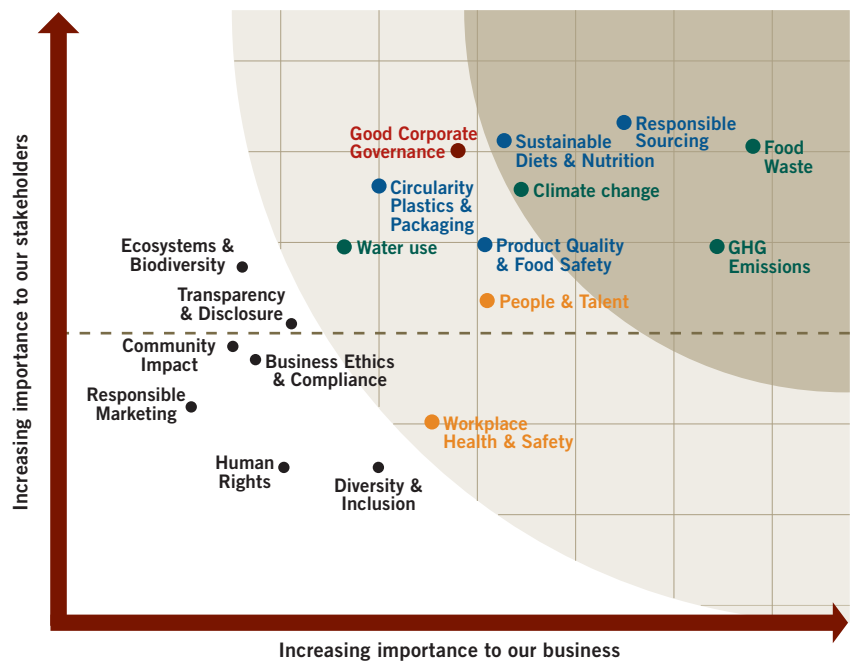 Increasing importance to our stakeholders
Good Corporate
Governance
Sustainable
Diets & Nutrition
Responsible
Sourcing
Food
Waste
Circularity
Plastics &
Packaging
Climate change
Ecosystems &
Biodiversity
Water use
Product Quality
& Food Safety
GHG
Emissions
Transparency
& Disclosure
People & Talent
Community
Impact
Business Ethics
& Compliance
Responsible
Marketing
Workplace
Health & Safety
Human
Rights
Diversity &
Inclusion
Increasing importance to our business